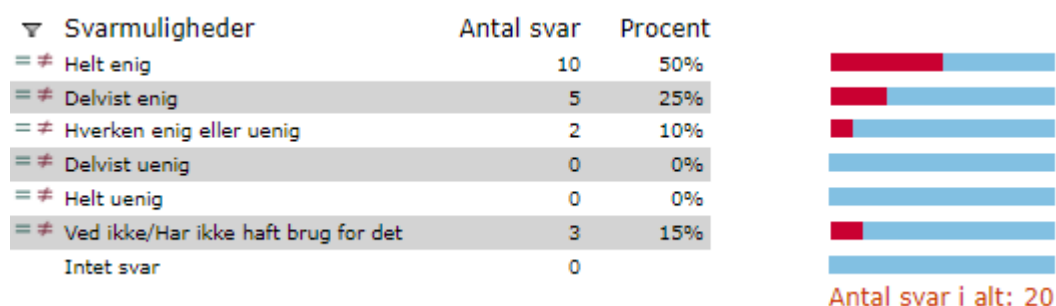 Svarmuligheder Antal svar Procent
= ≠ Helt enig 10 50%
= ≠ Delvist enig 5 25%
= ≠ Hverken enig eller uenig 2 10%
= ≠ Delvist uenig 0 0%
= ≠ Helt uenig 0 0%
= ≠ Ved ikke/Har ikke haft brug for det 3 15%
Intet svar 0
Antal svar i alt: 20